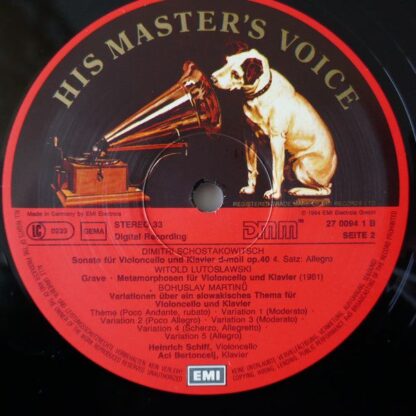 HIS MASTER'S VOICE
Made in Germany by EMI Electrola
℗ 1984 EMI Electrola GmbH
LC 0233
GEMA
STEREO 33
Digital Recording
DMM
27 0094 1 B
SEITE 2
DIMITRI SCHOSTAKOWITSCH
Sonate für Violoncello und Klavier d-moll op.40 4. Satz: Allegro
WITOLD LUTOSLAWSKI
Grave · Metamorphosen für Violoncello und Klavier (1981)
BOHUSLAV MARTINŮ
Variationen über ein slowakisches Thema für
Violoncello und Klavier
Thème (Poco Andante, rubato) · Variation 1 (Moderato)
Variation 2 (Poco Allegro) · Variation 3 (Moderato)
Variation 4 (Scherzo, Allegretto)
Variation 5 (Allegro)
Heinrich Schiff, Violoncello
Aci Bertoncelj, Klavier
EMI